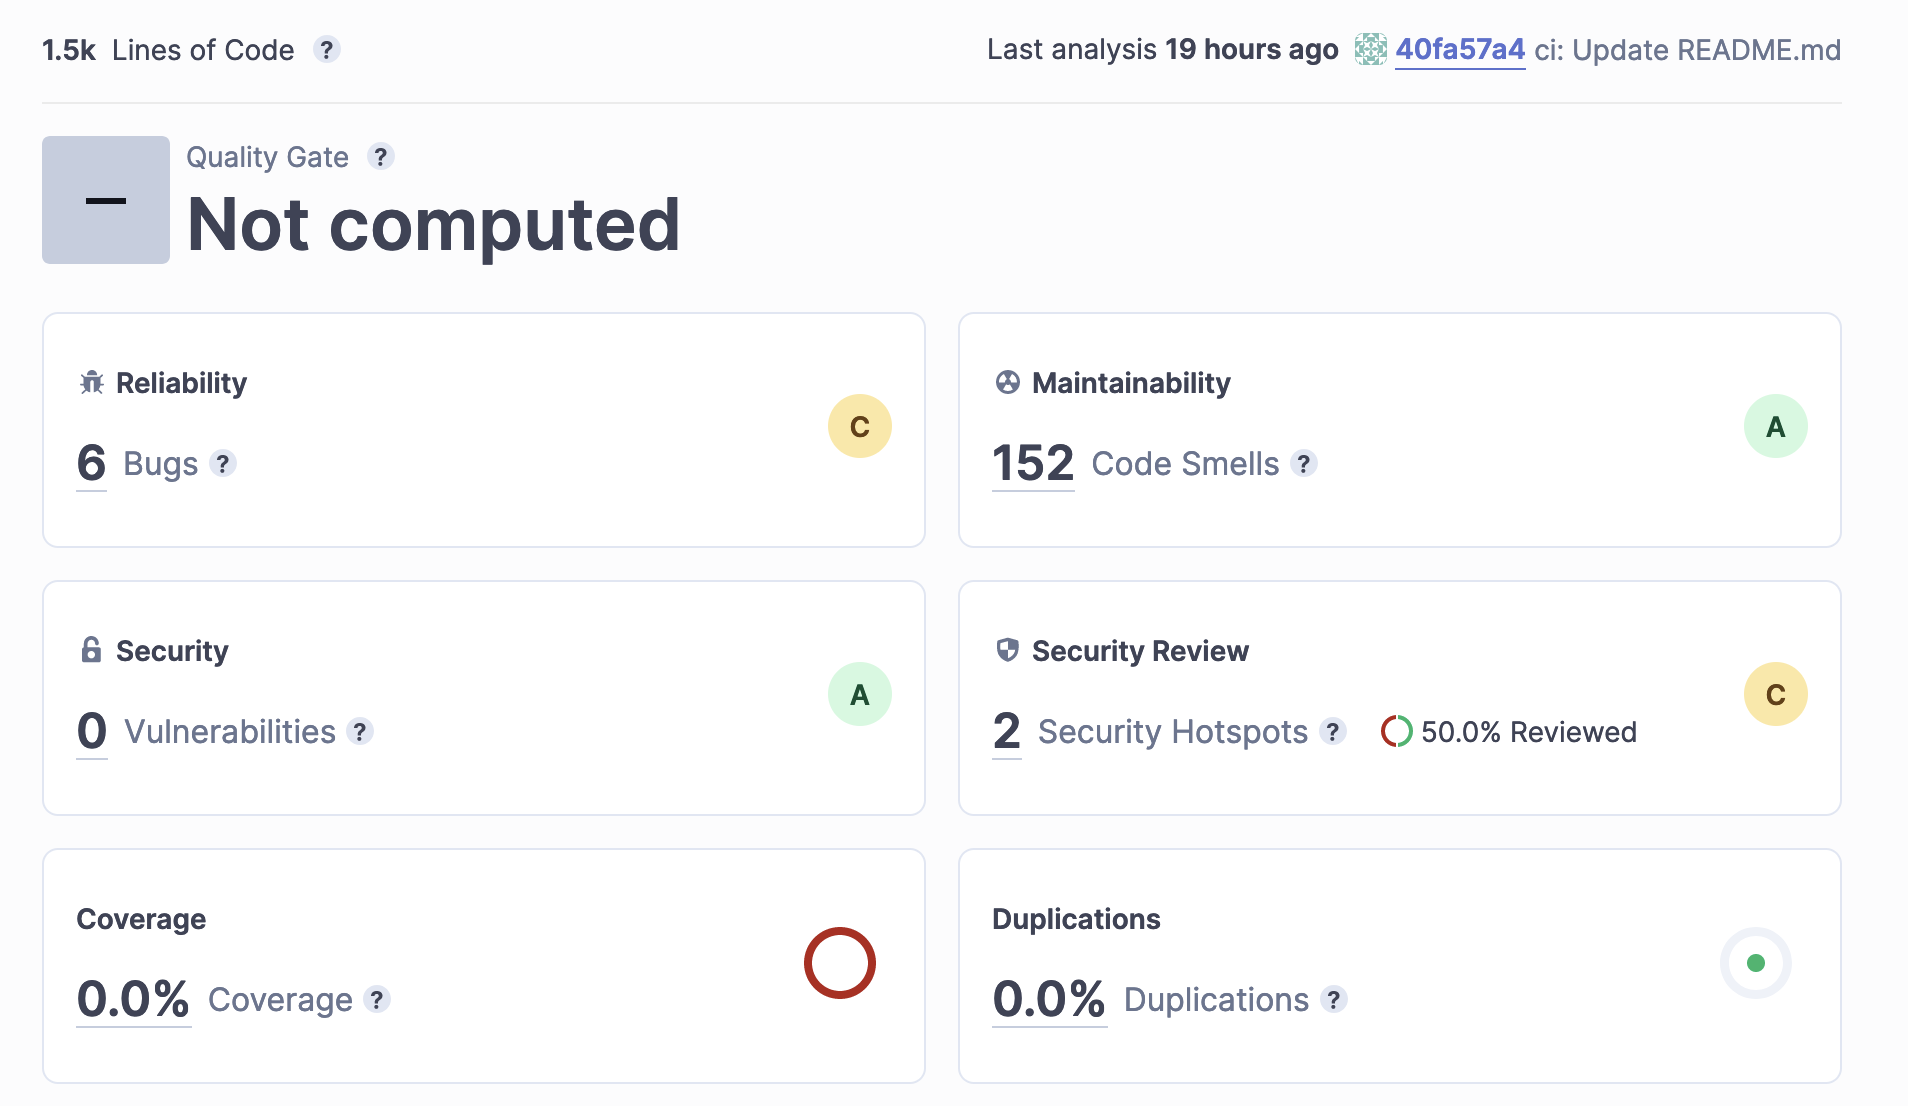 1.5k Lines of Code ?
Last analysis 19 hours ago 40fa57a4 ci: Update README.md
Quality Gate ?
Not computed
Reliability
C
6 Bugs ?
Maintainability
A
152 Code Smells ?
Security
A
0 Vulnerabilities ?
Security Review
C
2 Security Hotspots ? 50.0% Reviewed
Coverage
0.0% Coverage ?
Duplications
0.0% Duplications ?